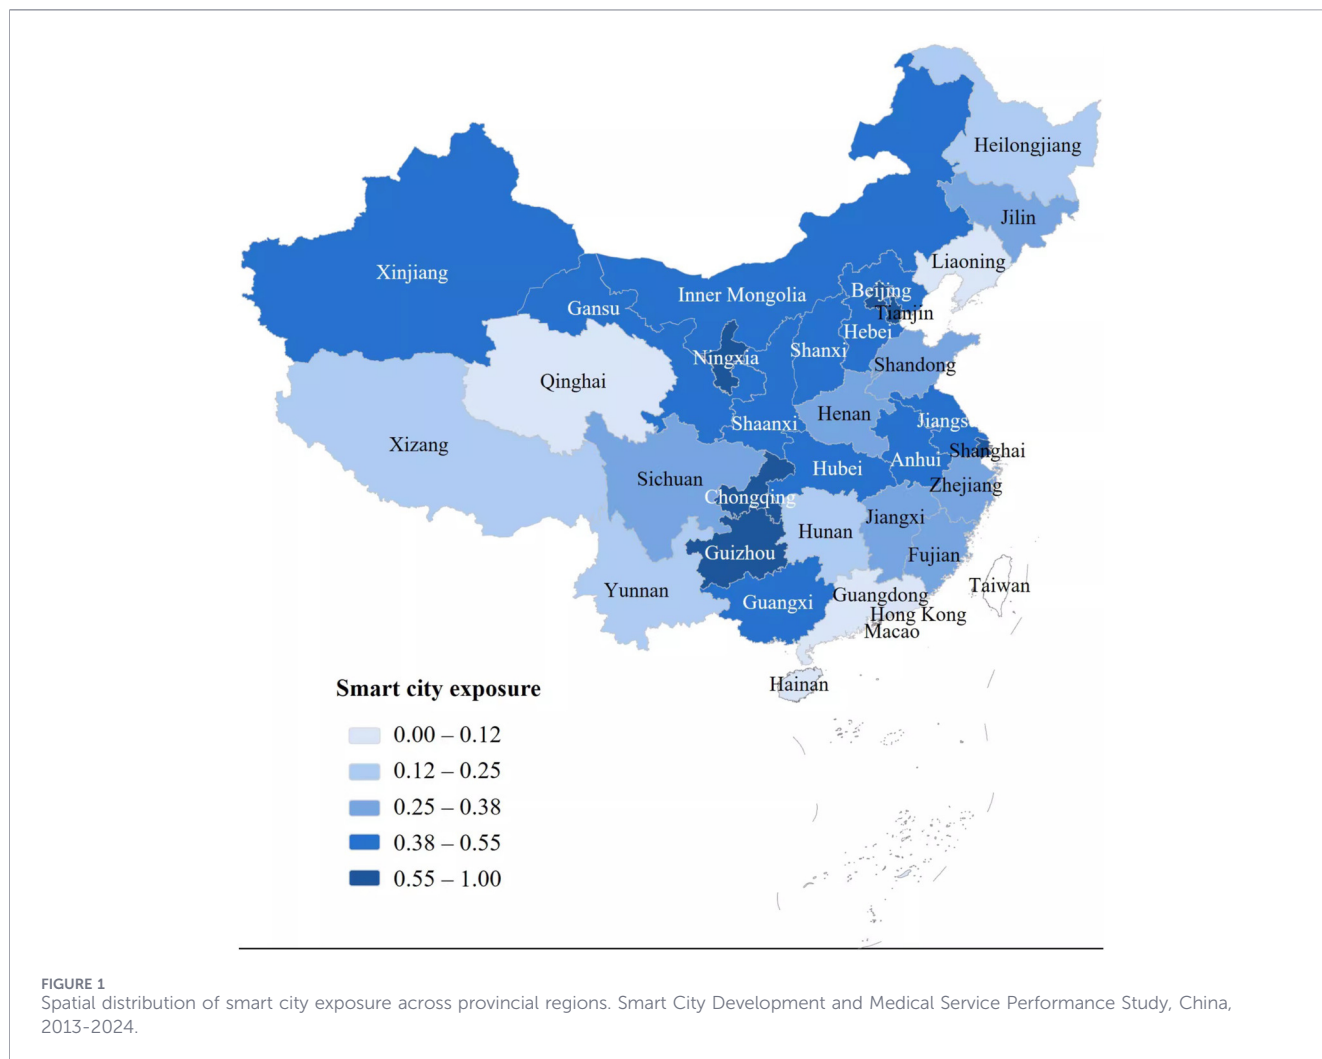 Heilongjiang
Jilin
Liaoning
Xinjiang
Beijing
Inner Mongolia
Gansu
Tianjin
Hebei
Shanxi
Ningxia
Shandong
Qinghai
Henan
Jiangsu
Shaanxi
Xizang
Shanghai
Anhui
Hubei
Sichuan
Zhejiang
Chongqing
Jiangxi
Hunan
Guizhou
Fujian
Taiwan
Yunnan
Guangdong
Guangxi
Hong Kong
Macao
Hainan
Smart city exposure
0.00 – 0.12
0.12 – 0.25
0.25 – 0.38
0.38 – 0.55
0.55 – 1.00
FIGURE 1
Spatial distribution of smart city exposure across provincial regions. Smart City Development and Medical Service Performance Study, China,
2013-2024.